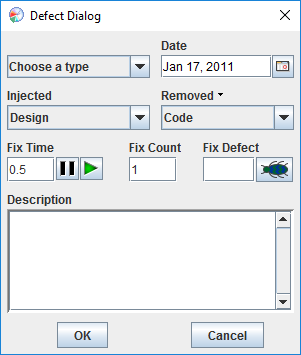 Defect Dialog
Date
Choose a type
Jan 17, 2011
Injected
Removed
Design
Code
Fix Time
Fix Count
Fix Defect
0.5
1
Description
OK
Cancel